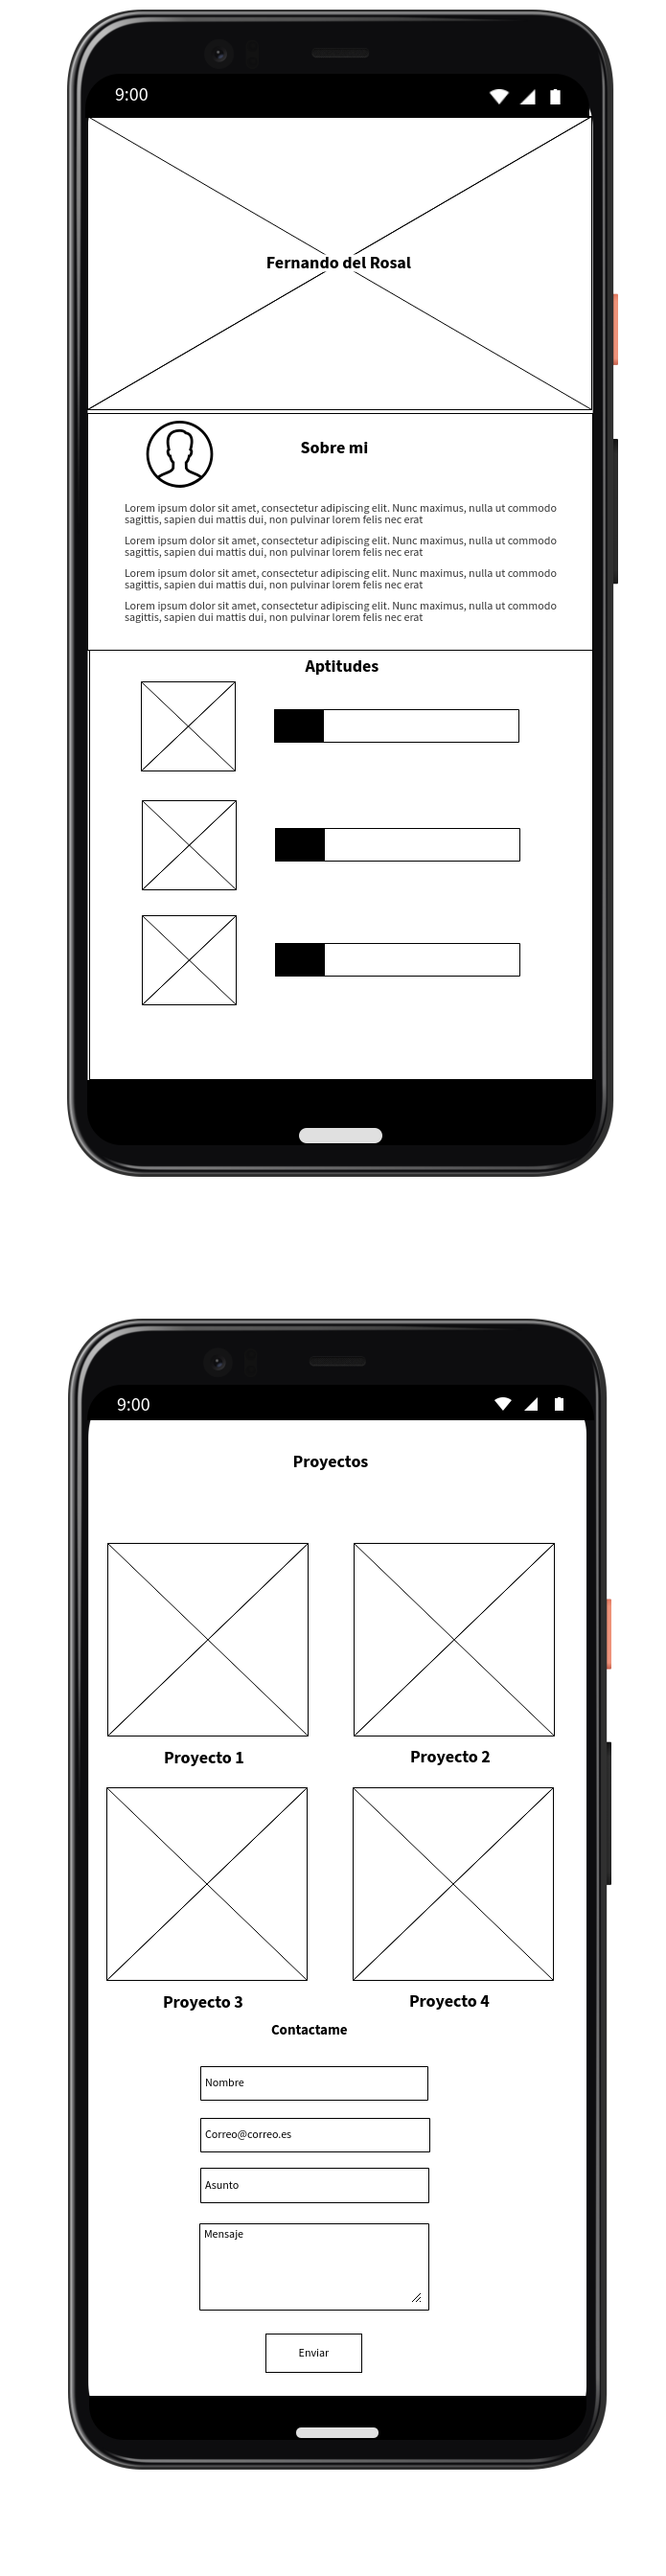 9:00
Fernando del Rosal
Sobre mi
Lorem ipsum dolor sit amet, consectetur adipiscing elit. Nunc maximus, nulla ut commodo
sagittis, sapien dui mattis dui, non pulvinar lorem felis nec erat
Lorem ipsum dolor sit amet, consectetur adipiscing elit. Nunc maximus, nulla ut commodo
sagittis, sapien dui mattis dui, non pulvinar lorem felis nec erat
Lorem ipsum dolor sit amet, consectetur adipiscing elit. Nunc maximus, nulla ut commodo
sagittis, sapien dui mattis dui, non pulvinar lorem felis nec erat
Lorem ipsum dolor sit amet, consectetur adipiscing elit. Nunc maximus, nulla ut commodo
sagittis, sapien dui mattis dui, non pulvinar lorem felis nec erat
Aptitudes
9:00
Proyectos
Proyecto 1
Proyecto 2
Proyecto 3
Proyecto 4
Contactame
Nombre
Correo@correo.es
Asunto
Mensaje
Enviar